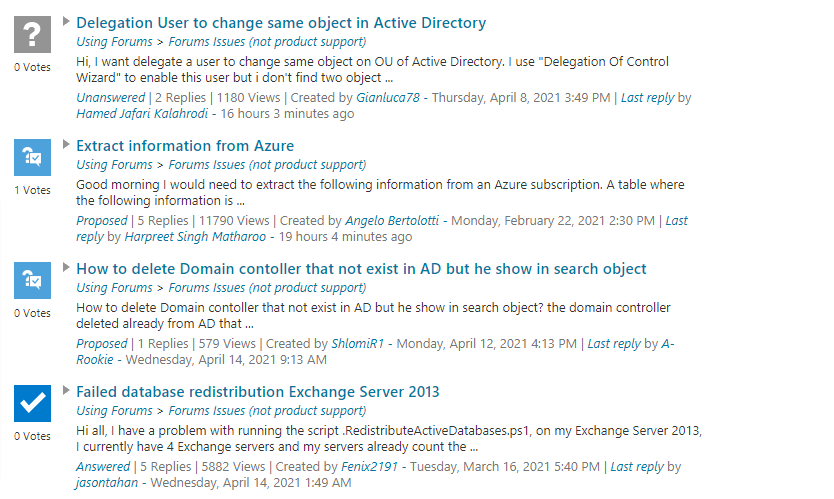 Delegation User to change same object in Active Directory
Using Forums > Forums Issues (not product support)
0 Votes
Hi, I want delegate a user to change same object on OU of Active Directory. I use "Delegation Of Control
Wizard" to enable this user but i don't find two object ...
Unanswered | 2 Replies | 1180 Views | Created by Gianluca78 - Thursday, April 8, 2021 3:49 PM | Last reply by
Hamed Jafari Kalahrodi - 16 hours 3 minutes ago
Extract information from Azure
Using Forums > Forums Issues (not product support)
1 Votes
Good morning I would need to extract the following information from an Azure subscription. A table where
the following information is ...
Proposed | 5 Replies | 11790 Views | Created by Angelo Bertolotti - Monday, February 22, 2021 2:30 PM | Last
reply by Harpreet Singh Matharoo - 19 hours 4 minutes ago
How to delete Domain contoller that not exist in AD but he show in search object
Using Forums > Forums Issues (not product support)
0 Votes
How to delete Domain contoller that not exist in AD but he show in search object? the domain controller
deleted already from AD that ...
Proposed | 1 Replies | 579 Views | Created by ShlomiR1 - Monday, April 12, 2021 4:13 PM | Last reply by A-
Rookie - Wednesday, April 14, 2021 9:13 AM
Failed database redistribution Exchange Server 2013
Using Forums > Forums Issues (not product support)
0 Votes
Hi all, I have a problem with running the script .RedistributeActiveDatabases.ps1, on my Exchange Server 2013,
I currently have 4 Exchange servers and my servers already count the ...
Answered | 5 Replies | 5882 Views | Created by Fenix2191 - Tuesday, March 16, 2021 5:40 PM | Last reply by
jasontahan - Wednesday, April 14, 2021 1:49 AM